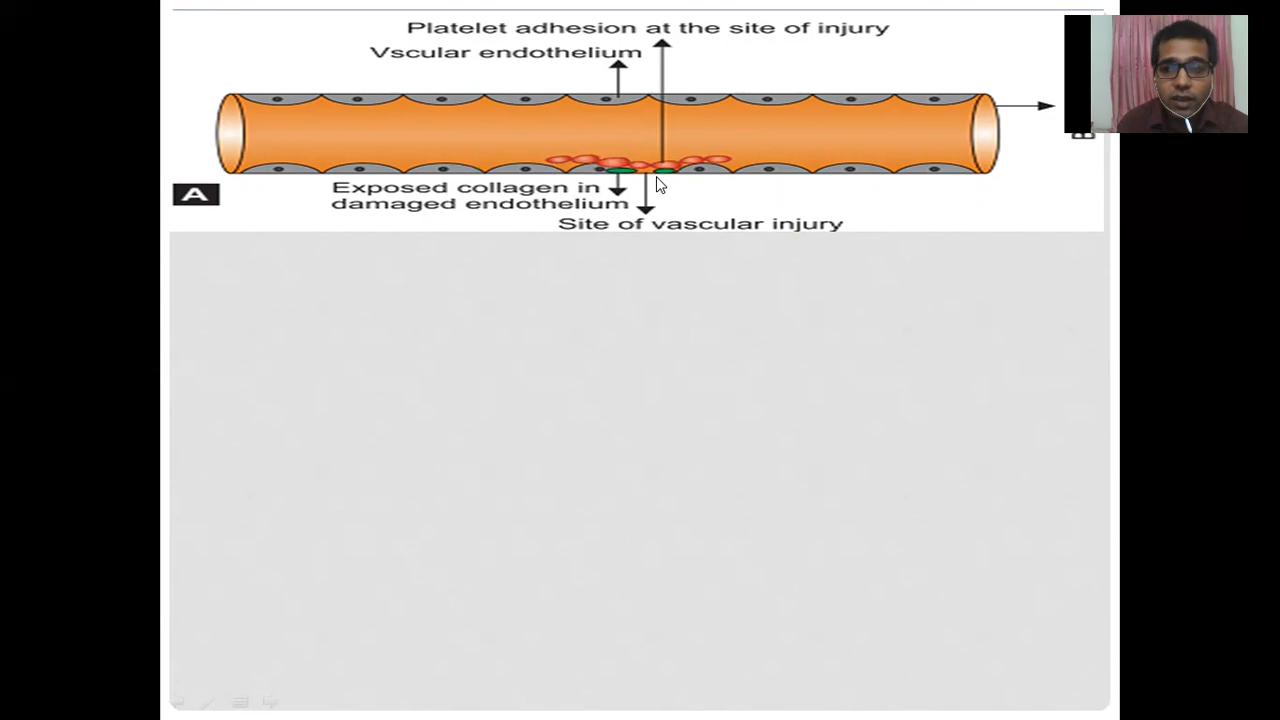 Platelet adhesion at the site of injury
Vscular endothelium
A
Exposed collagen in
damaged endothelium
Site of vascular injury